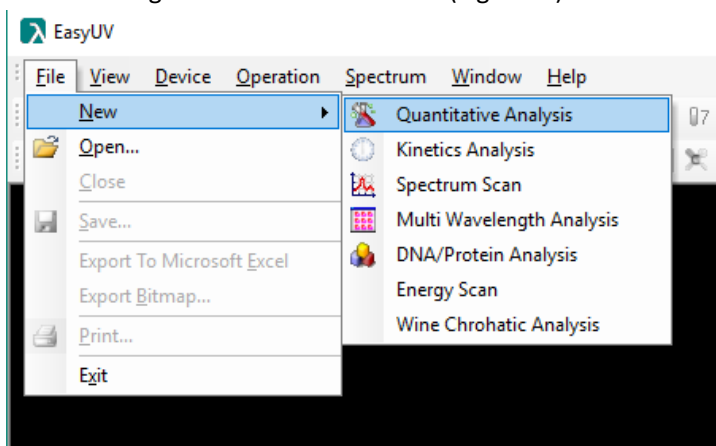 EasyUV
File View Device Operation Spectrum Window Help
New
Open...
Close
Save...
Export To Microsoft Excel
Export Bitmap...
Print...
Exit
Quantitative Analysis
Kinetics Analysis
Spectrum Scan
Multi Wavelength Analysis
DNA/Protein Analysis
Energy Scan
Wine Chrohatic Analysis
7